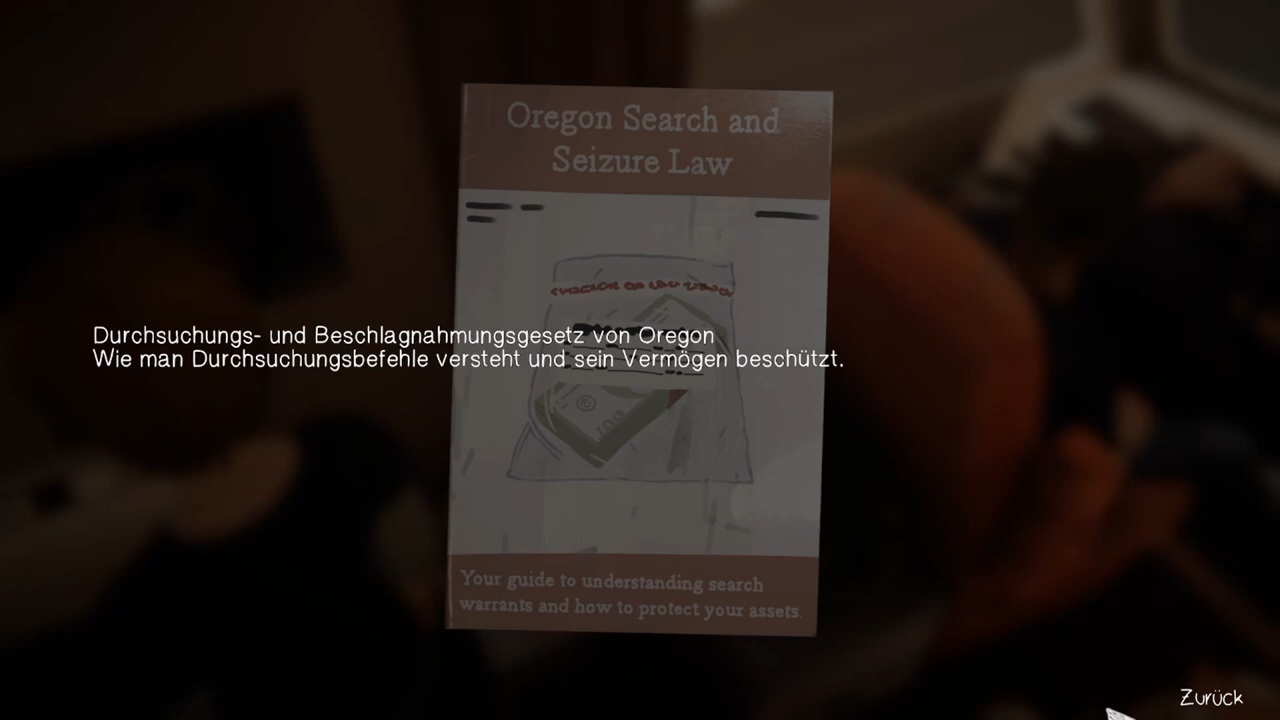 Oregon Search and
Seizure Law
Durchsuchungs- und Beschlagnahmungsgesetz von Oregon
Wie man Durchsuchungsbefehle versteht und sein Vermögen beschützt.
Your guide to understanding search
warrants and how to protect your assets.
Zurück